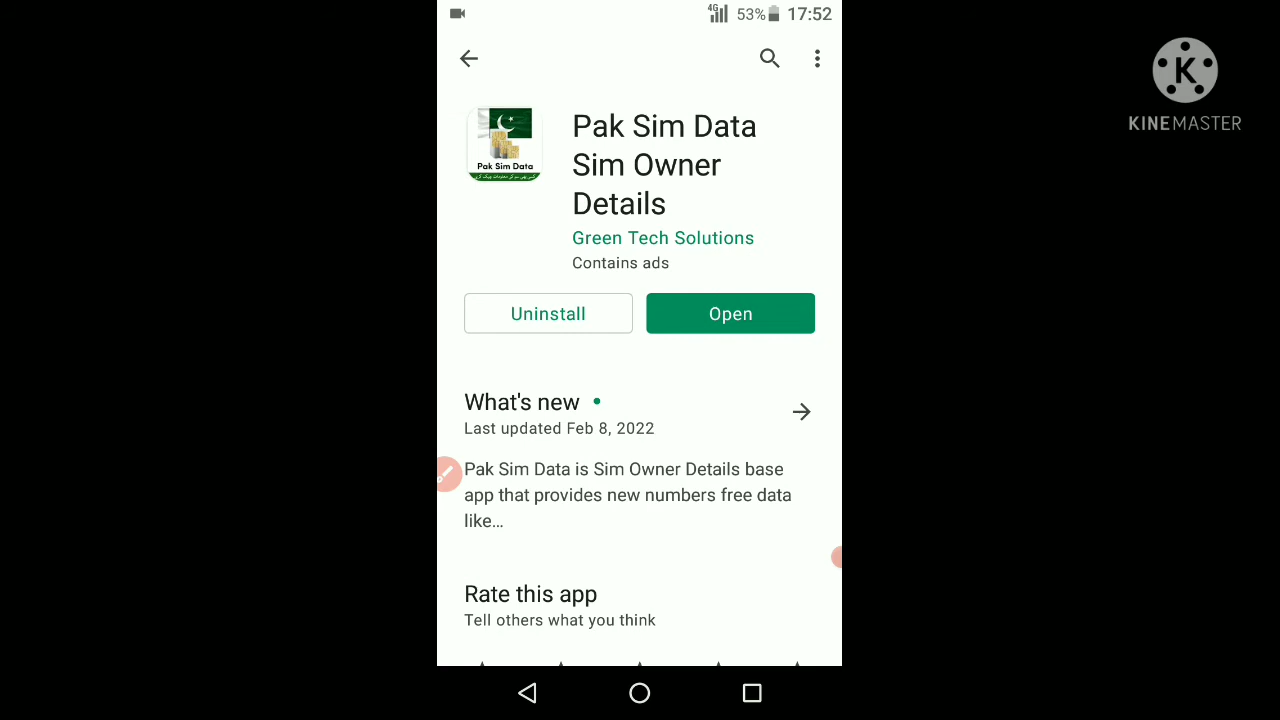 4G 53% 17:52
K
KINEMASTER
Pak Sim Data
Sim Owner
Details
Pak Sim Data
Green Tech Solutions
Contains ads
Uninstall
Open
What's new
Last updated Feb 8, 2022
Pak Sim Data is Sim Owner Details base
app that provides new numbers free data
like...
Rate this app
Tell others what you think